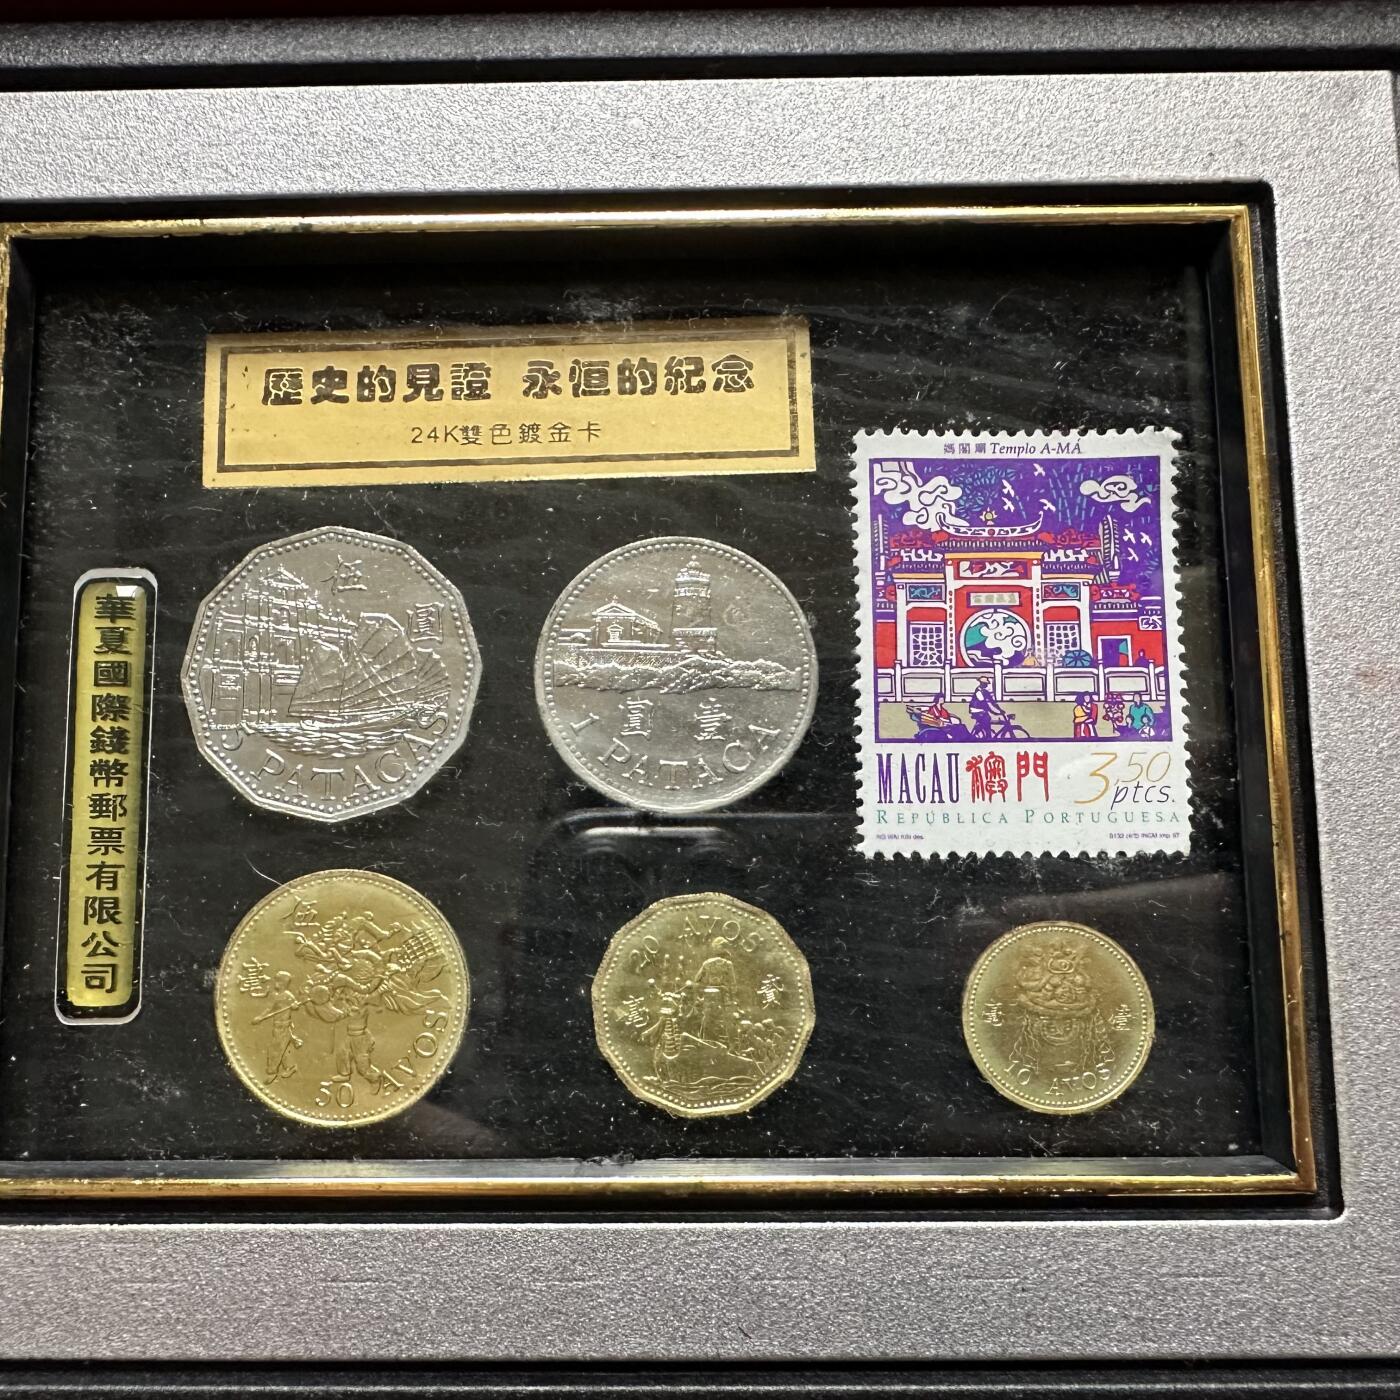 歷史的見證 永恒的紀念
24K雙色鍍金卡
華夏國際錢幣郵票有限公司
伍
圓
5 PATACAS
圓 壹
1 PATACA
媽閣廟 Templo A-MÁ
MACAU 澳門 3.50 ptcs.
REPÚBLICA PORTUGUESA
伍
毫
50 AVOS
20 AVOS
毫 貳
毫 壹
10 AVOS